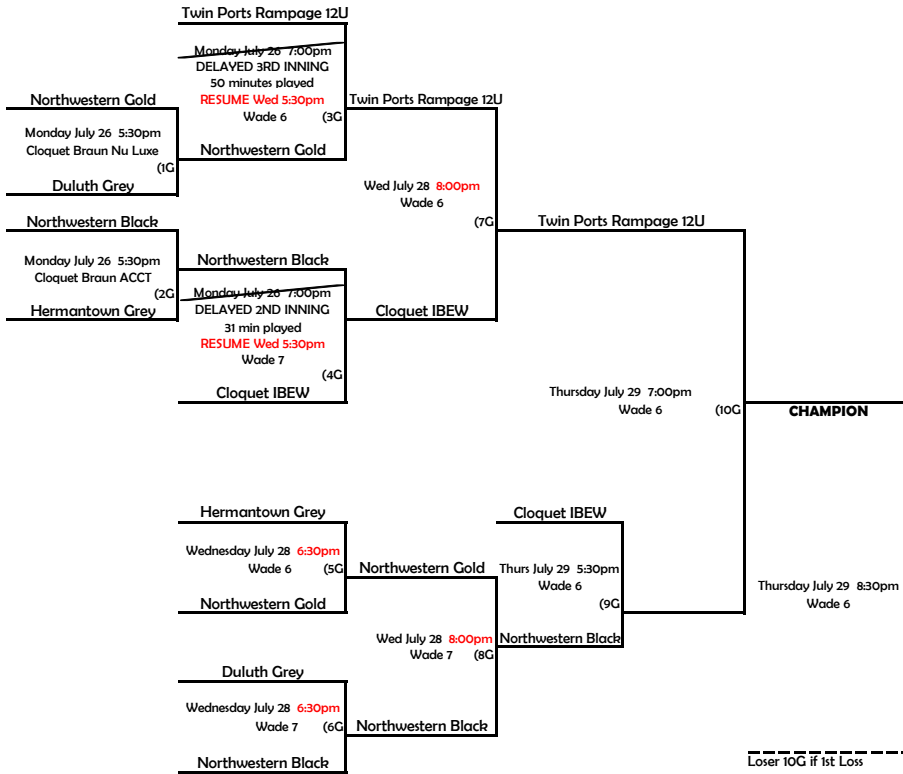 Twin Ports Rampage 12U
Monday July 26 7:00pm
DELAYED 3RD INNING
50 minutes played
RESUME Wed 5:30pm
Wade 6 (3G
Northwestern Gold
Twin Ports Rampage 12U
Monday July 26 5:30pm
Cloquet Braun Nu Luxe
(1G
Northwestern Gold
Duluth Grey
Wed July 28 8:00pm
Wade 6
(7G
Northwestern Black
Twin Ports Rampage 12U
Monday July 26 5:30pm
Cloquet Braun ACCT
(2G
Northwestern Black
Hermantown Grey
Monday July 26 7:00pm
DELAYED 2ND INNING
31 min played
RESUME Wed 5:30pm
Wade 7
(4G
Cloquet IBEW
Cloquet IBEW
Thursday July 29 7:00pm
Wade 6 (10G
CHAMPION
Hermantown Grey
Cloquet IBEW
Wednesday July 28 6:30pm
Wade 6 (5G
Northwestern Gold
Northwestern Gold
Thurs July 29 5:30pm
Wade 6
(9G
Thursday July 29 8:30pm
Wade 6
Wed July 28 8:00pm
Wade 7 (8G
Northwestern Black
Duluth Grey
Wednesday July 28 6:30pm
Wade 7 (6G
Northwestern Black
Northwestern Black
Loser 10G if 1st Loss